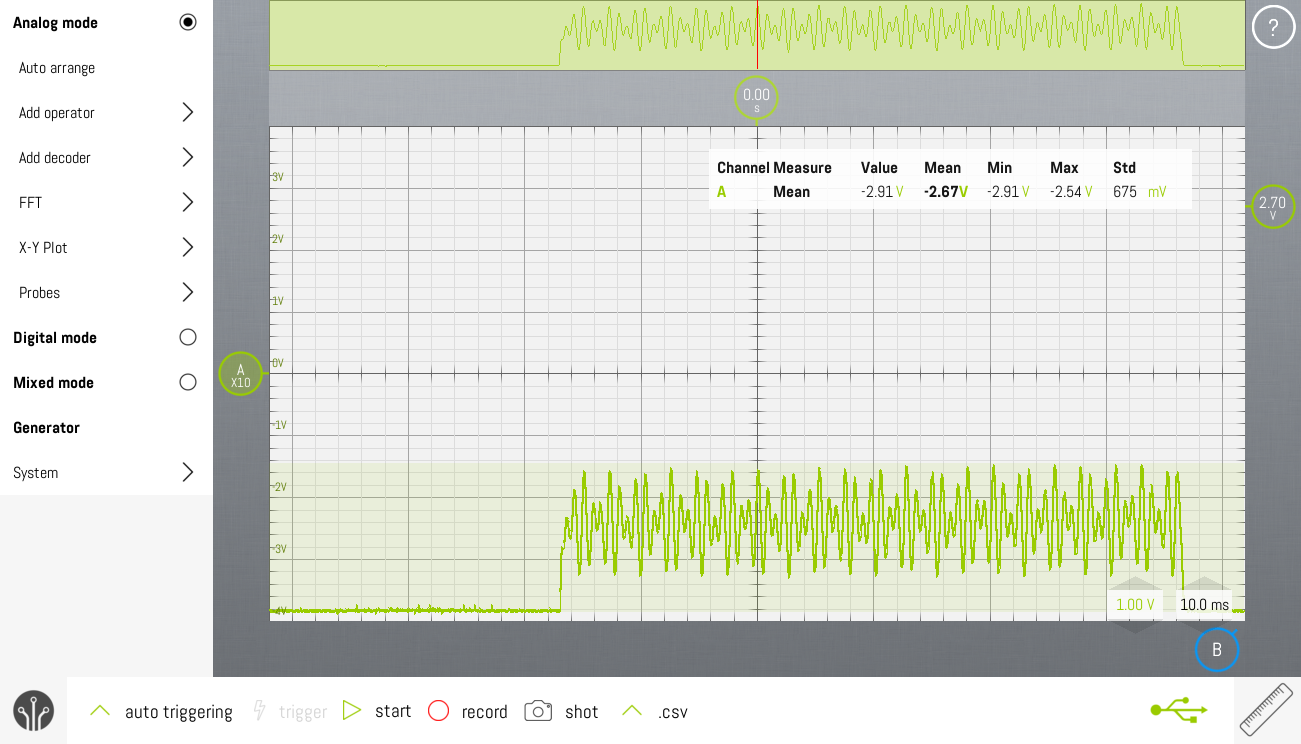 Analog mode
Auto arrange
Add operator
Add decoder
FFT
X-Y Plot
Probes
Digital mode
Mixed mode
Generator
System
?
0.00
s
Channel Measure Value Mean Min Max Std
A Mean -2.91 V -2.67V -2.91 V -2.54 V 675 mV
3V
2V
1V
0V
-1V
-2V
-3V
-4V
2.70
V
A
X10
1.00 V
10.0 ms
B
auto triggering
trigger
start
record
shot
.csv